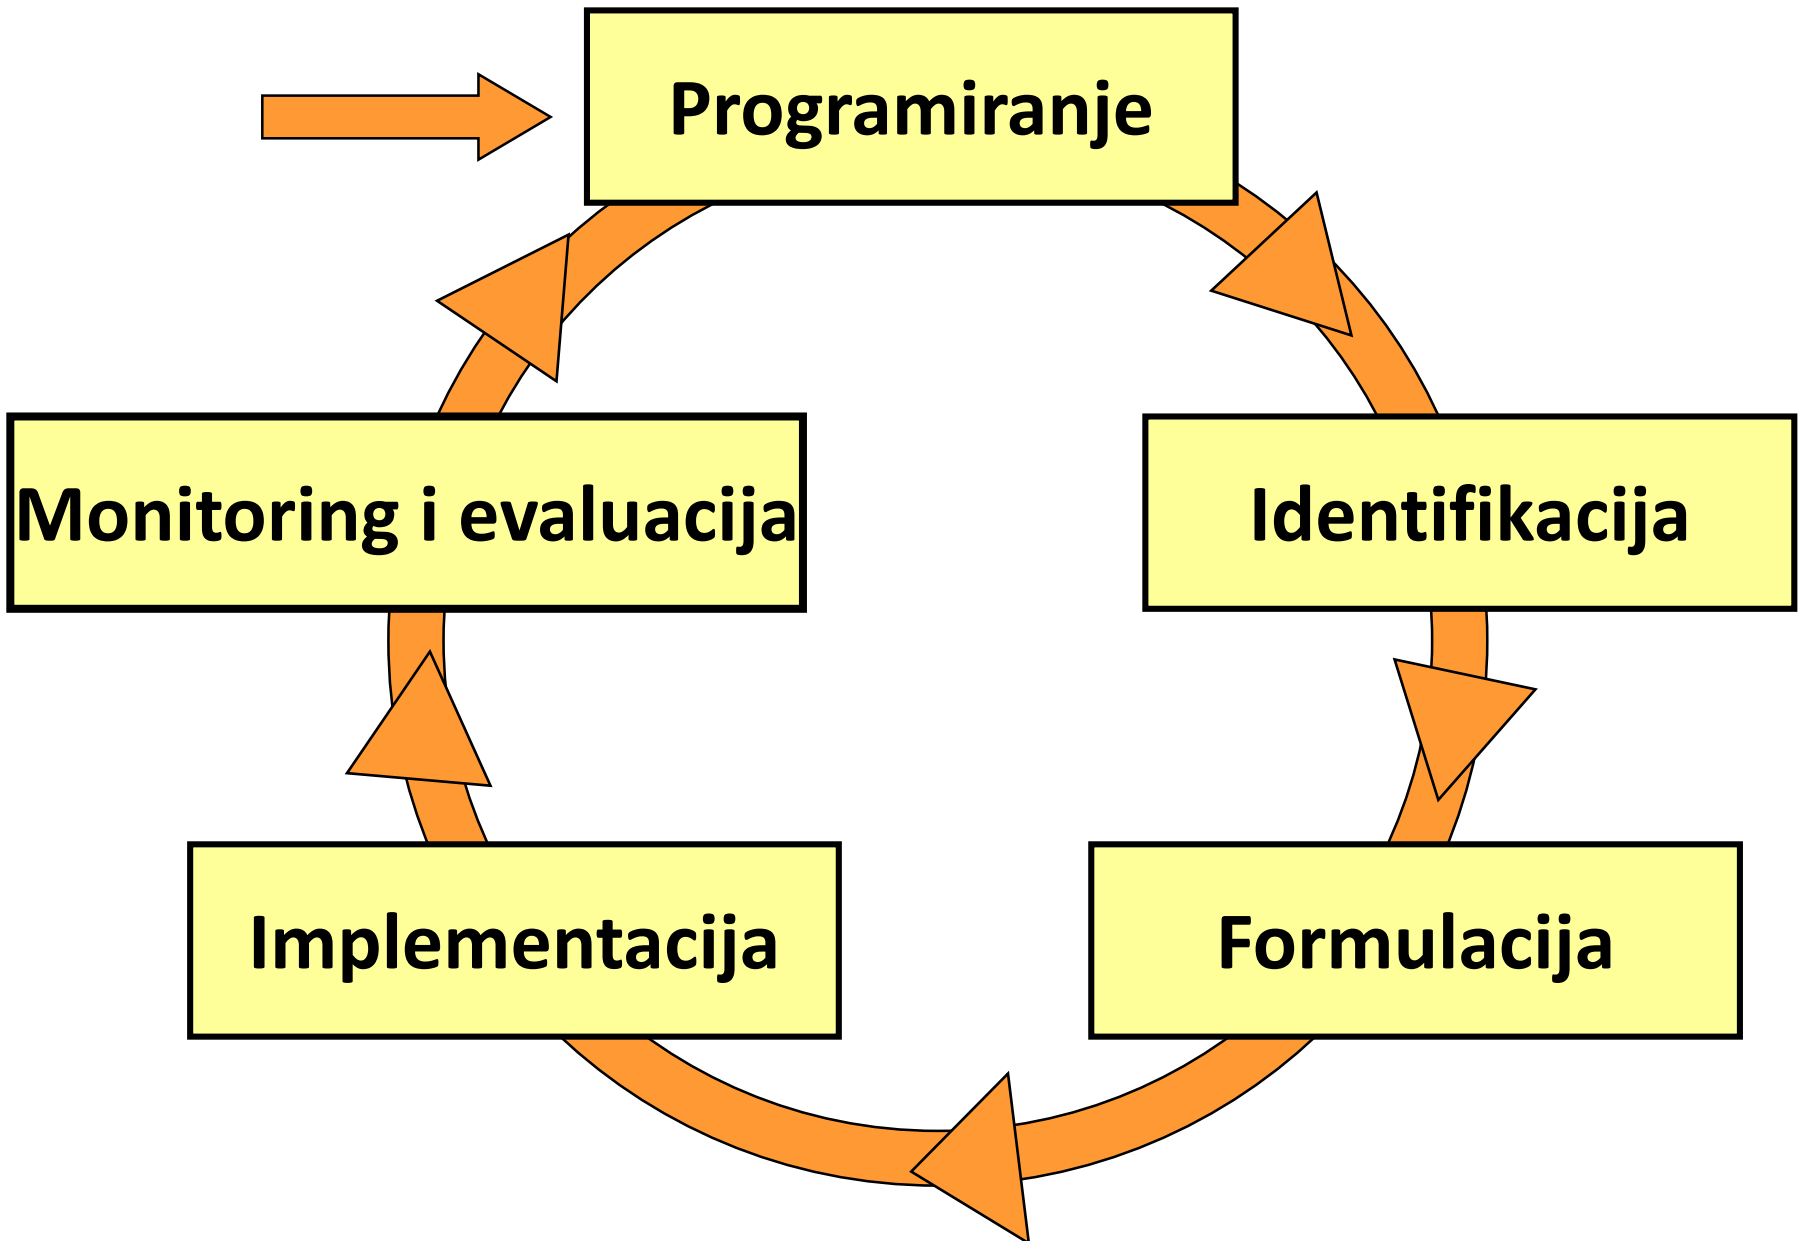 Programiranje
Monitoring i evaluacija
Identifikacija
Implementacija
Formulacija